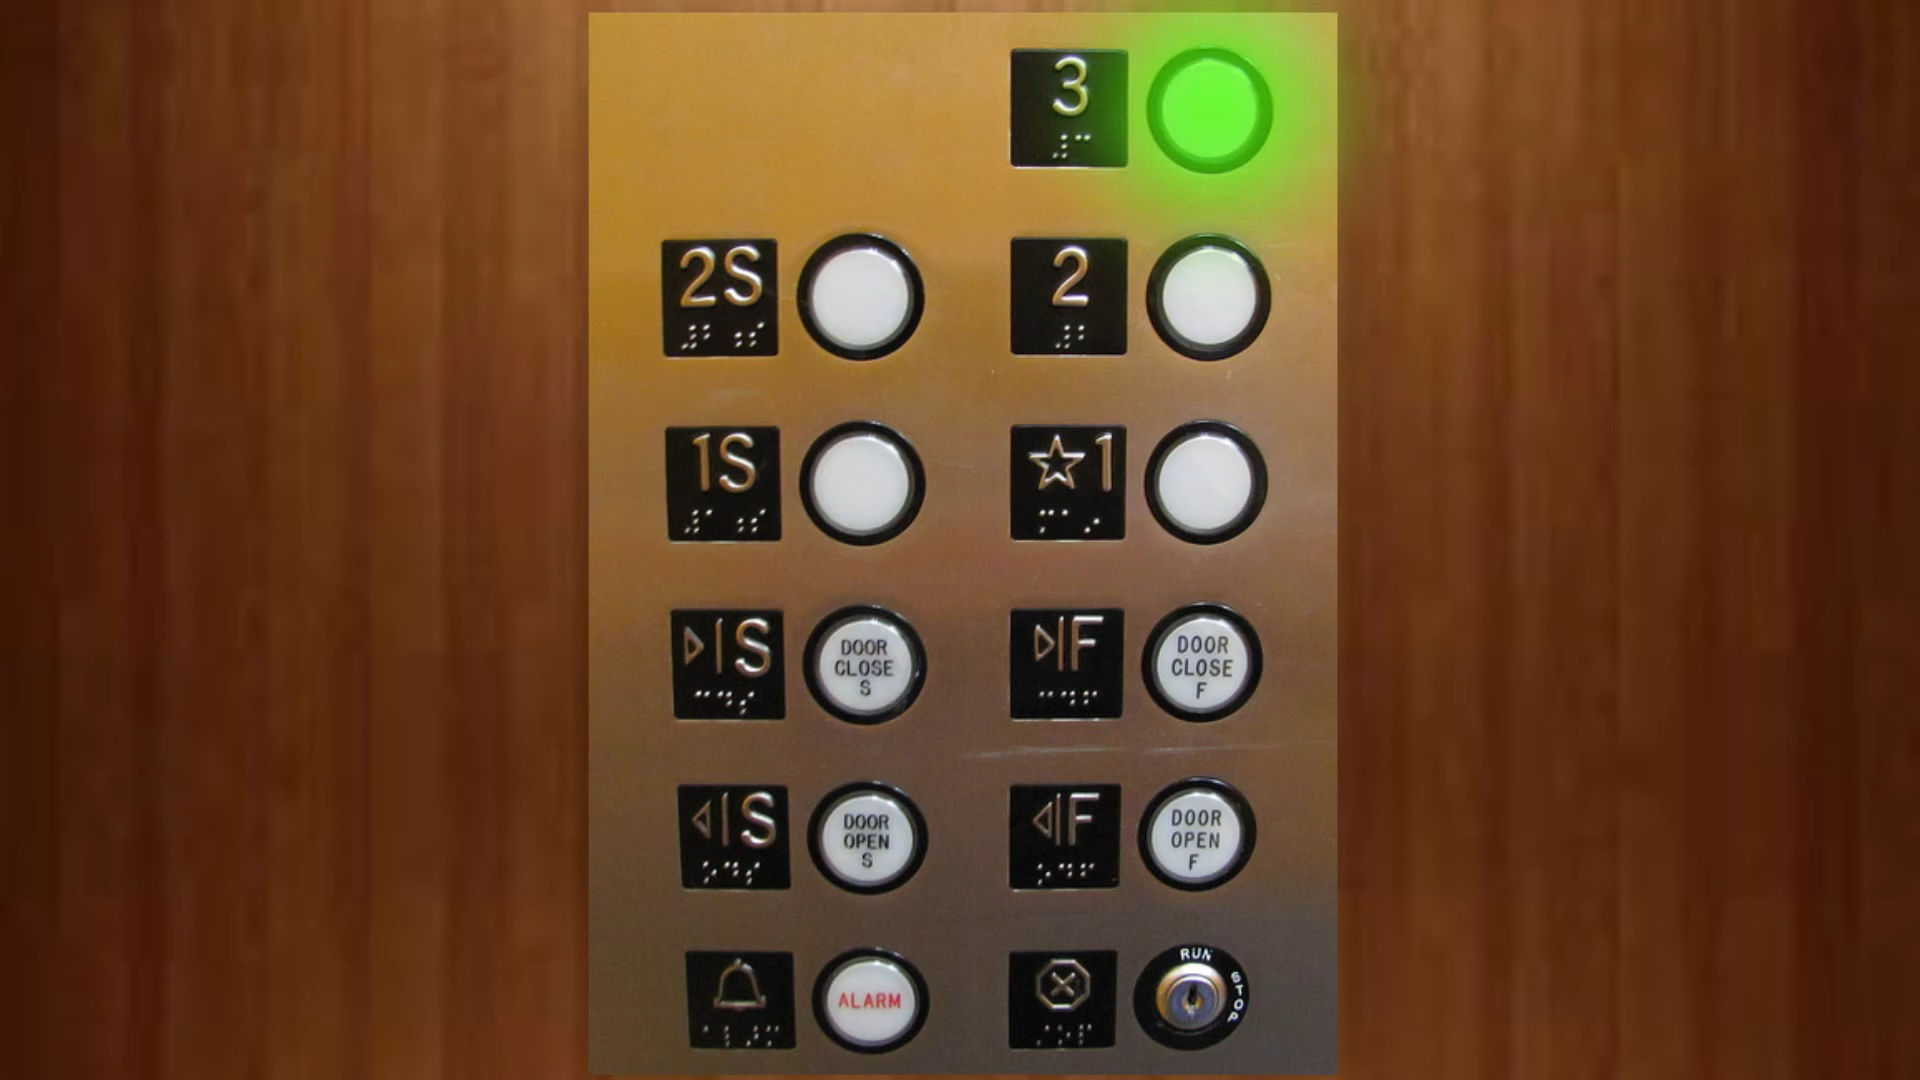 3
2S
2
1S
☆1
▷|S
DOOR
CLOSE
S
▷|F
DOOR
CLOSE
F
◁|S
DOOR
OPEN
S
◁|F
DOOR
OPEN
F
ALARM
RUN
STOP